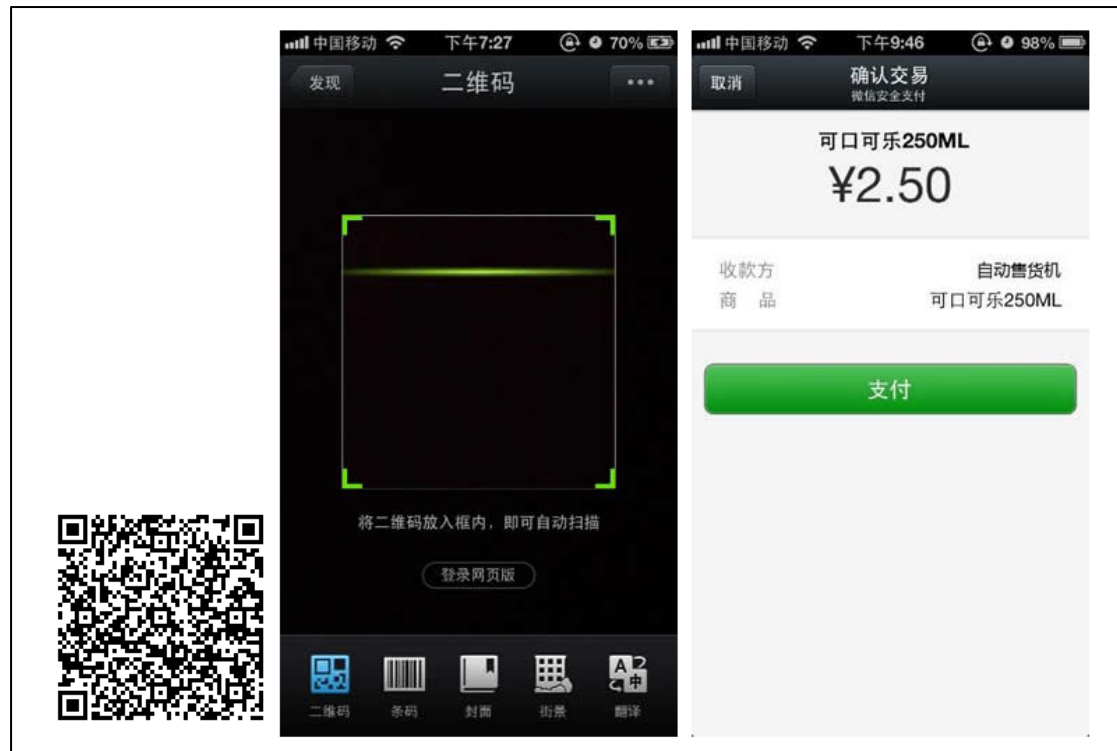 中国移动 下午7:27 70%
发现 二维码
将二维码放入框内，即可自动扫描
登录网页版
二维码 条码 封面 街景 翻译
A 中
中国移动 下午9:46 98%
取消 确认交易
微信安全支付
可口可乐250ML
¥2.50
收款方 自动售货机
商 品 可口可乐250ML
支付